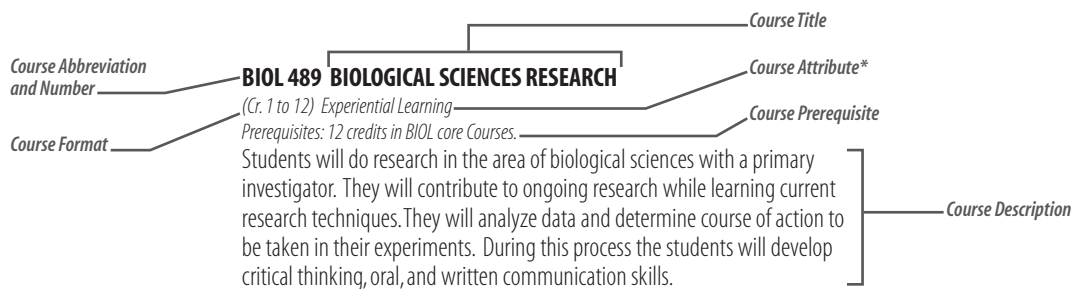 Course Title
Course Abbreviation
and Number
BIOL 489 BIOLOGICAL SCIENCES RESEARCH
Course Attribute*
(Cr. 1 to 12) Experiential Learning
Course Prerequisite
Course Format
Prerequisites: 12 credits in BIOL core Courses.
Students will do research in the area of biological sciences with a primary
investigator. They will contribute to ongoing research while learning current
research techniques. They will analyze data and determine course of action to
be taken in their experiments. During this process the students will develop
critical thinking, oral, and written communication skills.
Course Description